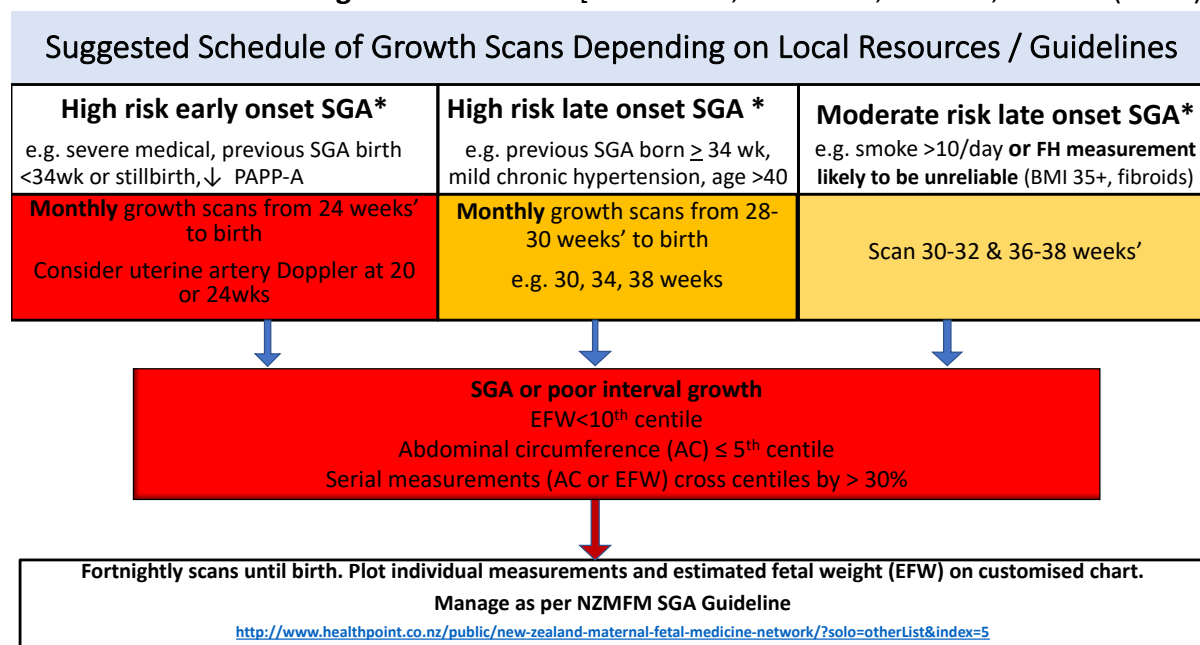 Suggested Schedule of Growth Scans Depending on Local Resources / Guidelines
High risk early onset SGA*
e.g. severe medical, previous SGA birth
<34wk or stillbirth,↓ PAPP-A
High risk late onset SGA *
e.g. previous SGA born ≥ 34 wk,
mild chronic hypertension, age >40
Moderate risk late onset SGA*
e.g. smoke >10/day or FH measurement
likely to be unreliable (BMI 35+, fibroids)
Monthly growth scans from 24 weeks'
to birth
Consider uterine artery Doppler at 20
or 24wks
Monthly growth scans from 28-
30 weeks' to birth
e.g. 30, 34, 38 weeks
Scan 30-32 & 36-38 weeks'
SGA or poor interval growth
EFW<10th centile
Abdominal circumference (AC) ≤ 5th centile
Serial measurements (AC or EFW) cross centiles by > 30%
Fortnightly scans until birth. Plot individual measurements and estimated fetal weight (EFW) on customised chart.
Manage as per NZMFM SGA Guideline
http://www.healthpoint.co.nz/public/new-zealand-maternal-fetal-medicine-network/?solo=otherList&index=5